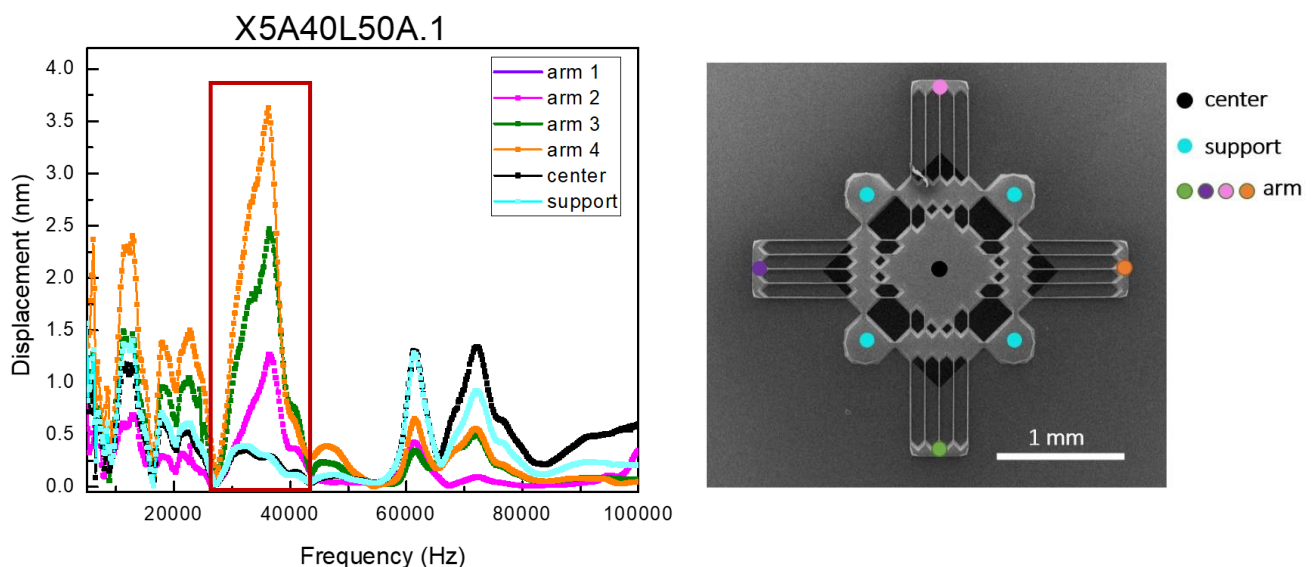 X5A40L50A.1
Displacement (nm)
4.0
3.5
3.0
2.5
2.0
1.5
1.0
0.5
0.0
20000 40000 60000 80000 100000
Frequency (Hz)
arm 1
arm 2
arm 3
arm 4
center
support
1 mm
center
support
arm